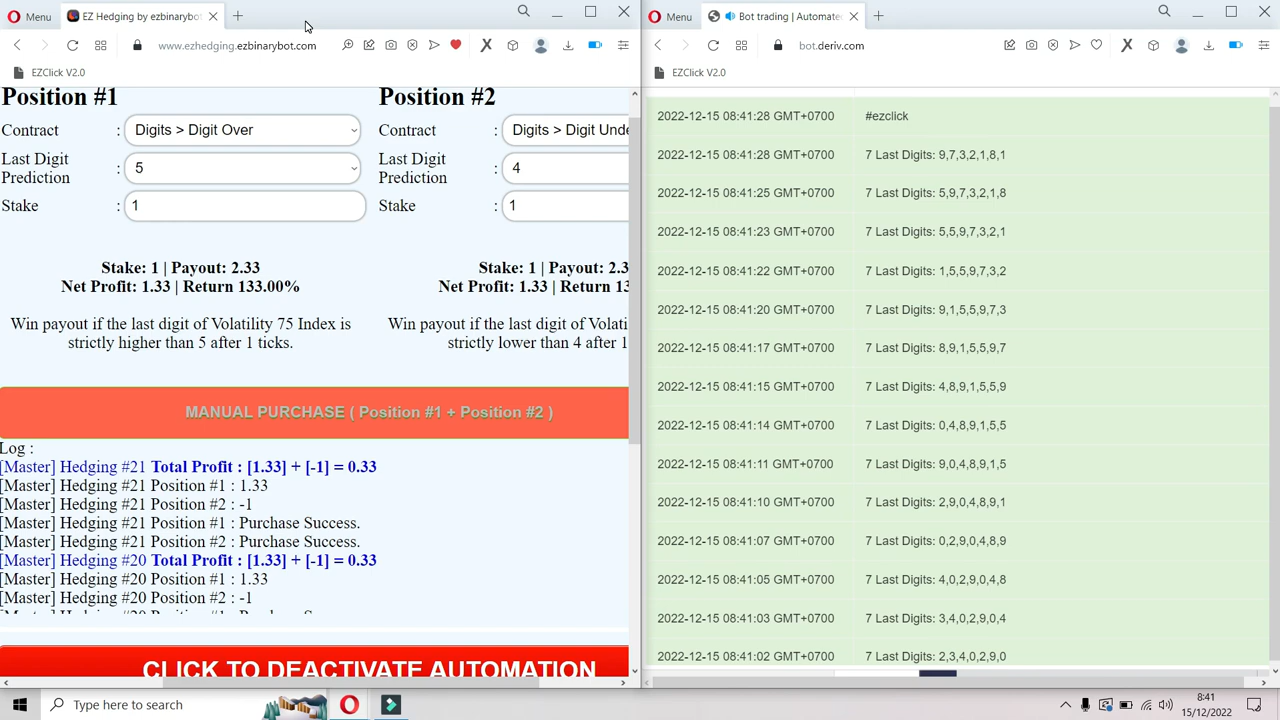 Menu
EZ Hedging by ezbinarybot
www.ezhedging.ezbinarybot.com
EZClick V2.0
Position #1
Contract : Digits > Digit Over
Last Digit Prediction : 5
Stake : 1
Stake: 1 | Payout: 2.33
Net Profit: 1.33 | Return 133.00%
Win payout if the last digit of Volatility 75 Index is
strictly higher than 5 after 1 ticks.
Position #2
Contract : Digits > Digit Unde
Last Digit Prediction : 4
Stake : 1
Stake: 1 | Payout: 2.3
Net Profit: 1.33 | Return 13
Win payout if the last digit of Volati
strictly lower than 4 after 1
MANUAL PURCHASE ( Position #1 + Position #2 )
Log :
[Master] Hedging #21 Total Profit : [1.33] + [-1] = 0.33
[Master] Hedging #21 Position #1 : 1.33
[Master] Hedging #21 Position #2 : -1
[Master] Hedging #21 Position #1 : Purchase Success.
[Master] Hedging #21 Position #2 : Purchase Success.
[Master] Hedging #20 Total Profit : [1.33] + [-1] = 0.33
[Master] Hedging #20 Position #1 : 1.33
[Master] Hedging #20 Position #2 : -1
CLICK TO DEACTIVATE AUTOMATION
Menu
Bot trading | Automate
bot.deriv.com
EZClick V2.0
2022-12-15 08:41:28 GMT+0700 #ezclick
2022-12-15 08:41:28 GMT+0700 7 Last Digits: 9,7,3,2,1,8,1
2022-12-15 08:41:25 GMT+0700 7 Last Digits: 5,9,7,3,2,1,8
2022-12-15 08:41:23 GMT+0700 7 Last Digits: 5,5,9,7,3,2,1
2022-12-15 08:41:22 GMT+0700 7 Last Digits: 1,5,5,9,7,3,2
2022-12-15 08:41:20 GMT+0700 7 Last Digits: 9,1,5,5,9,7,3
2022-12-15 08:41:17 GMT+0700 7 Last Digits: 8,9,1,5,5,9,7
2022-12-15 08:41:15 GMT+0700 7 Last Digits: 4,8,9,1,5,5,9
2022-12-15 08:41:14 GMT+0700 7 Last Digits: 0,4,8,9,1,5,5
2022-12-15 08:41:11 GMT+0700 7 Last Digits: 9,0,4,8,9,1,5
2022-12-15 08:41:10 GMT+0700 7 Last Digits: 2,9,0,4,8,9,1
2022-12-15 08:41:07 GMT+0700 7 Last Digits: 0,2,9,0,4,8,9
2022-12-15 08:41:05 GMT+0700 7 Last Digits: 4,0,2,9,0,4,8
2022-12-15 08:41:03 GMT+0700 7 Last Digits: 3,4,0,2,9,0,4
2022-12-15 08:41:02 GMT+0700 7 Last Digits: 2,3,4,0,2,9,0
Type here to search
8:41
15/12/2022